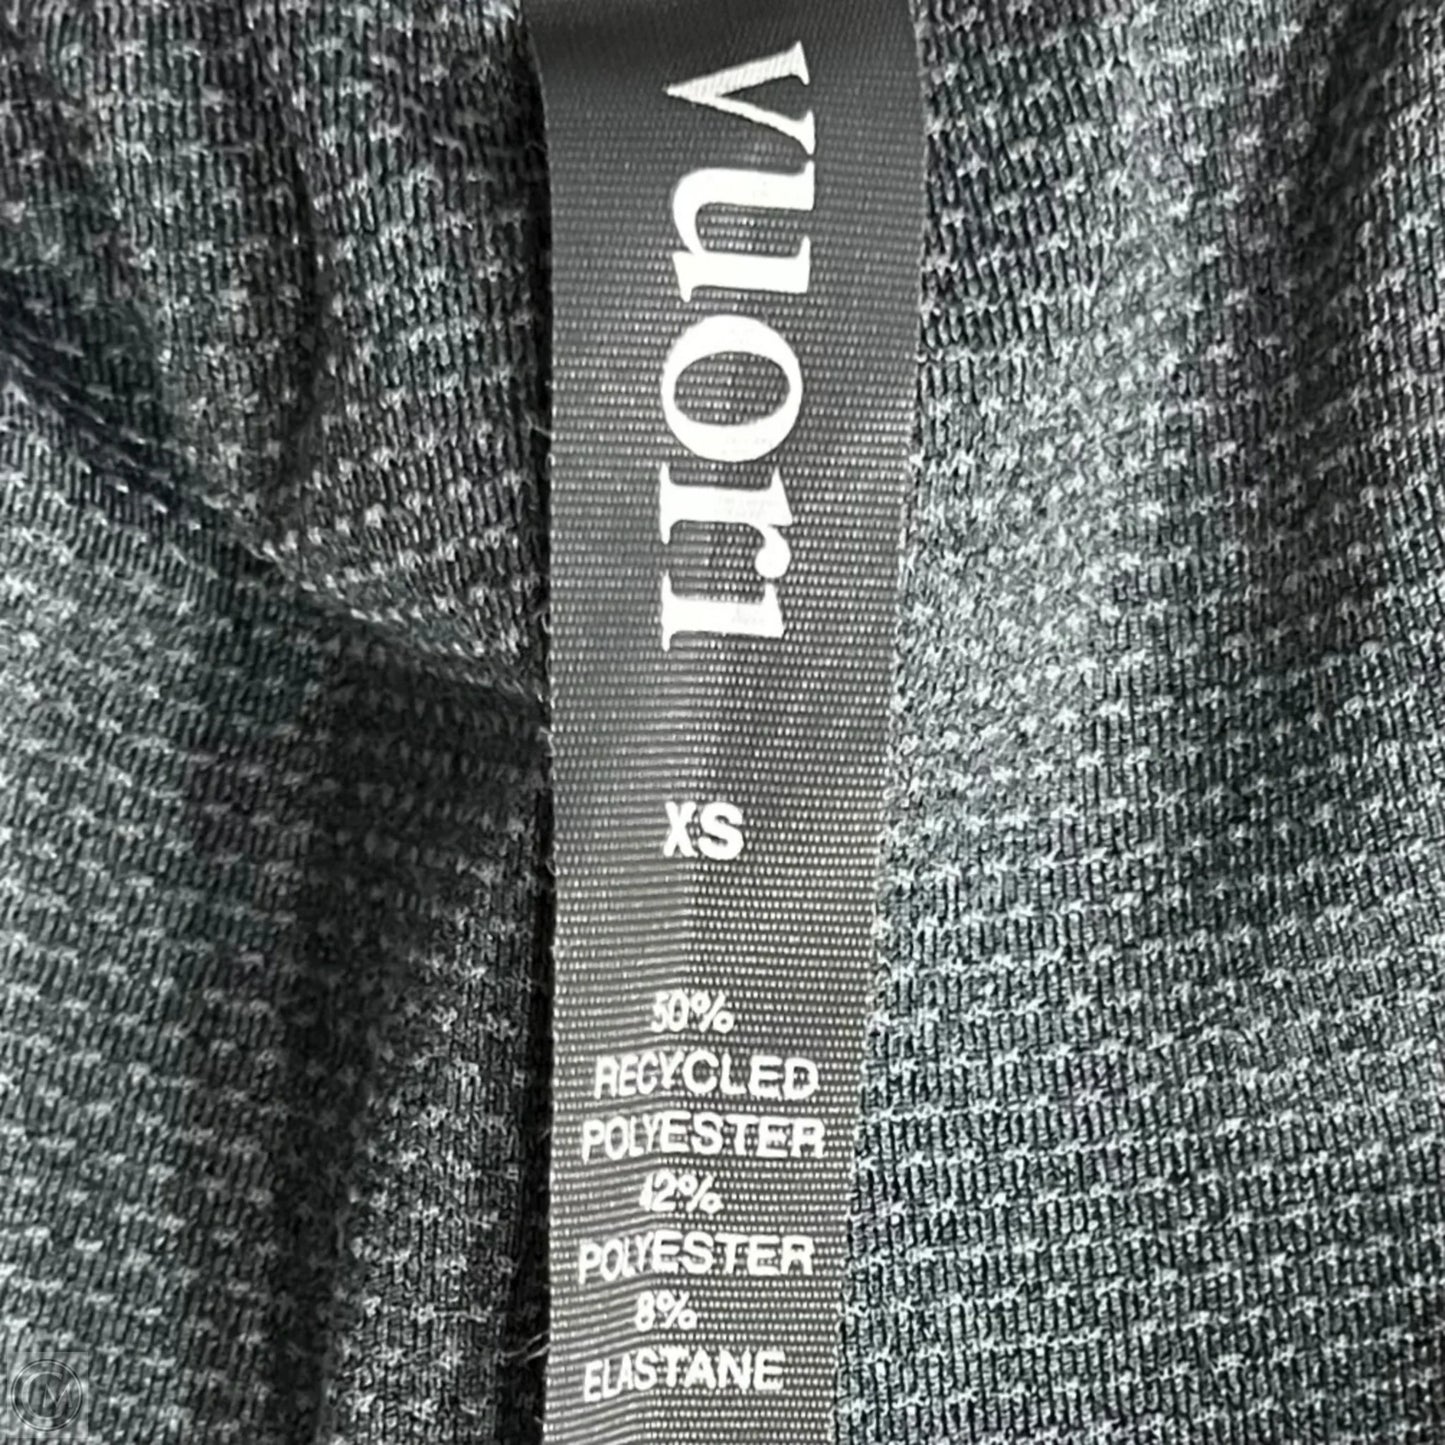 vuori
XS
50%
RECYCLED
POLYESTER
42%
POLYESTER
8%
ELASTANE